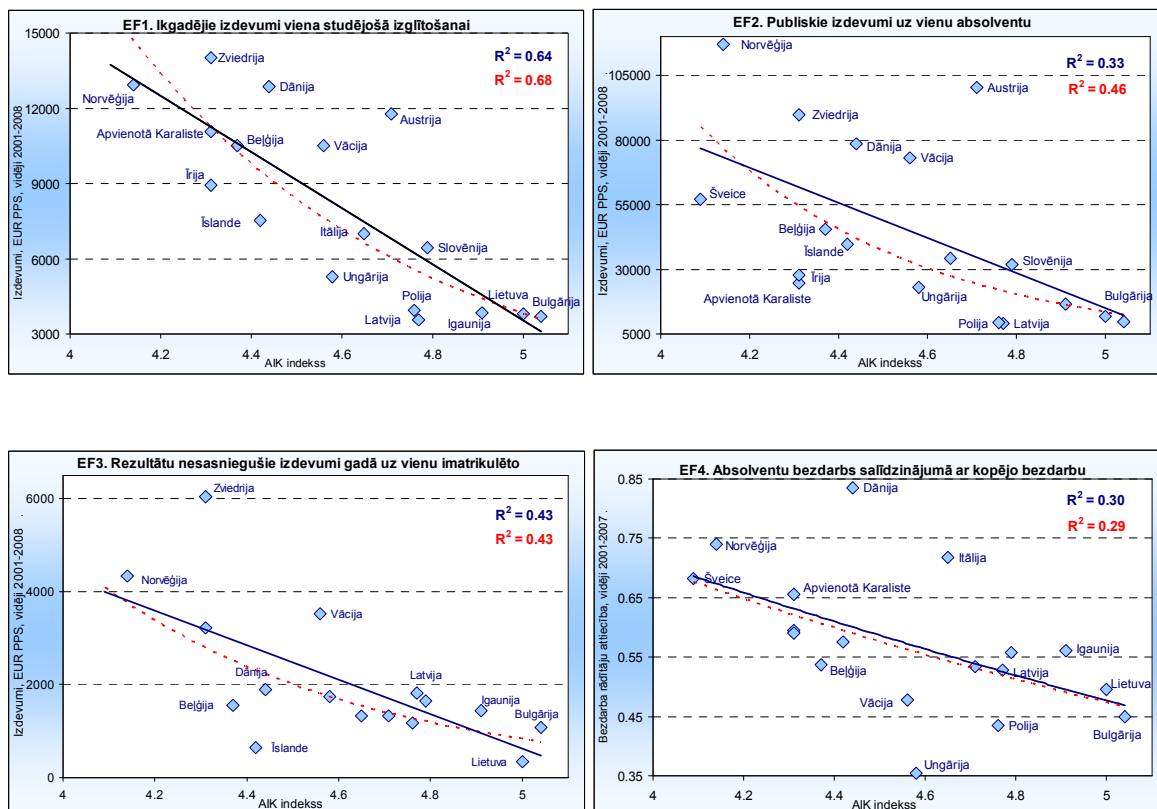 EF1. Ikgadējie izdevumi viena studējošā izglītošanai
15000
12000
9000
6000
3000
Izdevumi, EUR PPS, vidēji 2001-2008
R² = 0.64
R² = 0.68
Zviedrija
Dānija
Norvēģija
Austrija
Apvienotā Karaliste
Beļģija
Vācija
Īrija
Īslande
Itālija
Slovēnija
Ungārija
Polija
Lietuva
Bulgārija
Latvija
Igaunija
4
4.2
4.4
4.6
4.8
5
AIK indekss
EF2. Publiskie izdevumi uz vienu absolventu
105000
80000
55000
30000
5000
Izdevumi, EUR PPS, vidēji 2001-2008
R² = 0.33
R² = 0.46
Norvēģija
Austrija
Zviedrija
Dānija
Vācija
Šveice
Beļģija
Īslande
Slovēnija
Īrija
Apvienotā Karaliste
Ungārija
Bulgārija
Polija
Latvija
4
4.2
4.4
4.6
4.8
5
AIK indekss
EF3. Rezultātu nesasniegušie izdevumi gadā uz vienu imatrikulēto
6000
4000
2000
0
Izdevumi, EUR PPS, vidēji 2001-2008 .
R² = 0.43
R² = 0.43
Zviedrija
Norvēģija
Vācija
Dānija
Latvija
Beļģija
Igaunija
Bulgārija
Īslande
Lietuva
4
4.2
4.4
4.6
4.8
5
AIK indekss
EF4. Absolventu bezdarbs salīdzinājumā ar kopējo bezdarbu
0.85
0.75
0.65
0.55
0.45
0.35
Bezdarba rādītāju attiecība, vidēji 2001-2007 .
R² = 0.30
R² = 0.29
Dānija
Norvēģija
Itālija
Šveice
Apvienotā Karaliste
Igaunija
Beļģija
Latvija
Lietuva
Vācija
Polija
Bulgārija
Ungārija
4
4.2
4.4
4.6
4.8
5
AIK indekss